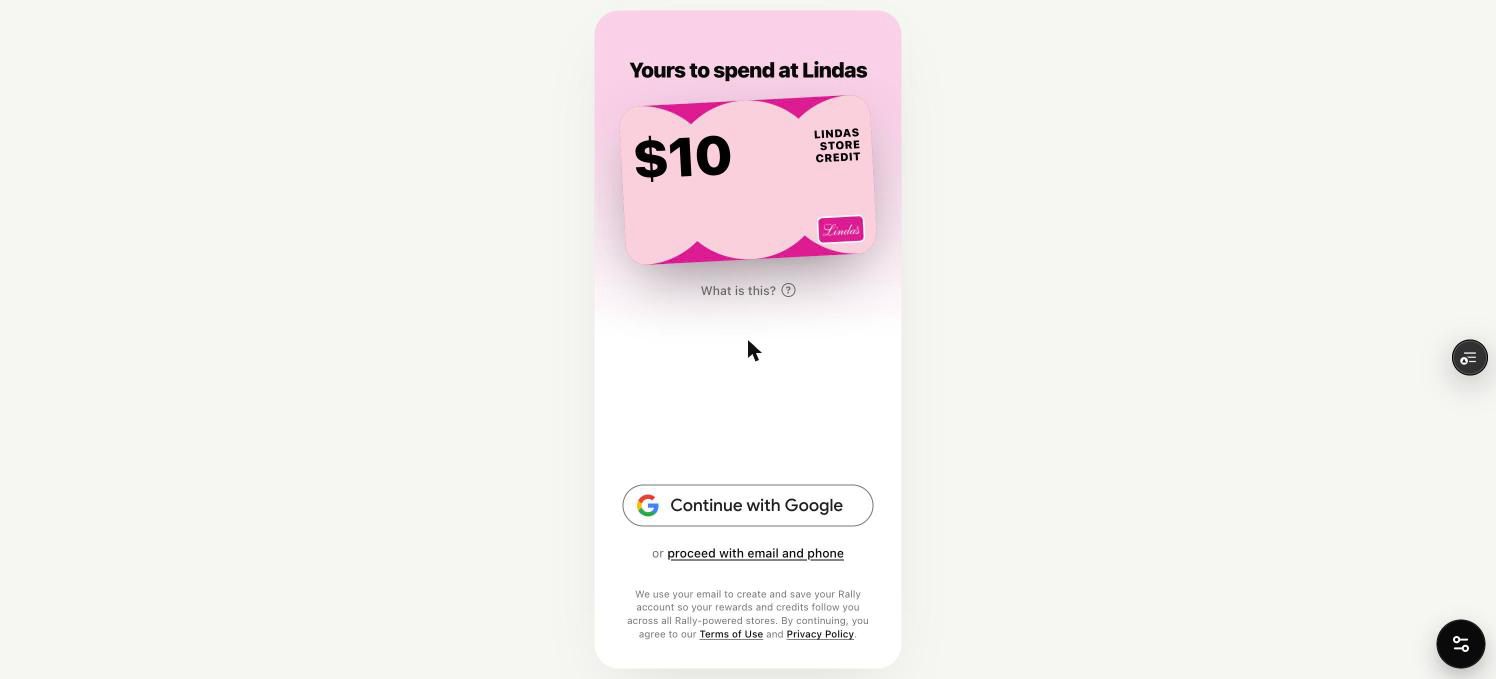 Yours to spend at Lindas
$10
LINDAS
STORE
CREDIT
Lindas
What is this? ?
Continue with Google
or proceed with email and phone
We use your email to create and save your Rally
account so your rewards and credits follow you
across all Rally-powered stores. By continuing, you
agree to our Terms of Use and Privacy Policy.